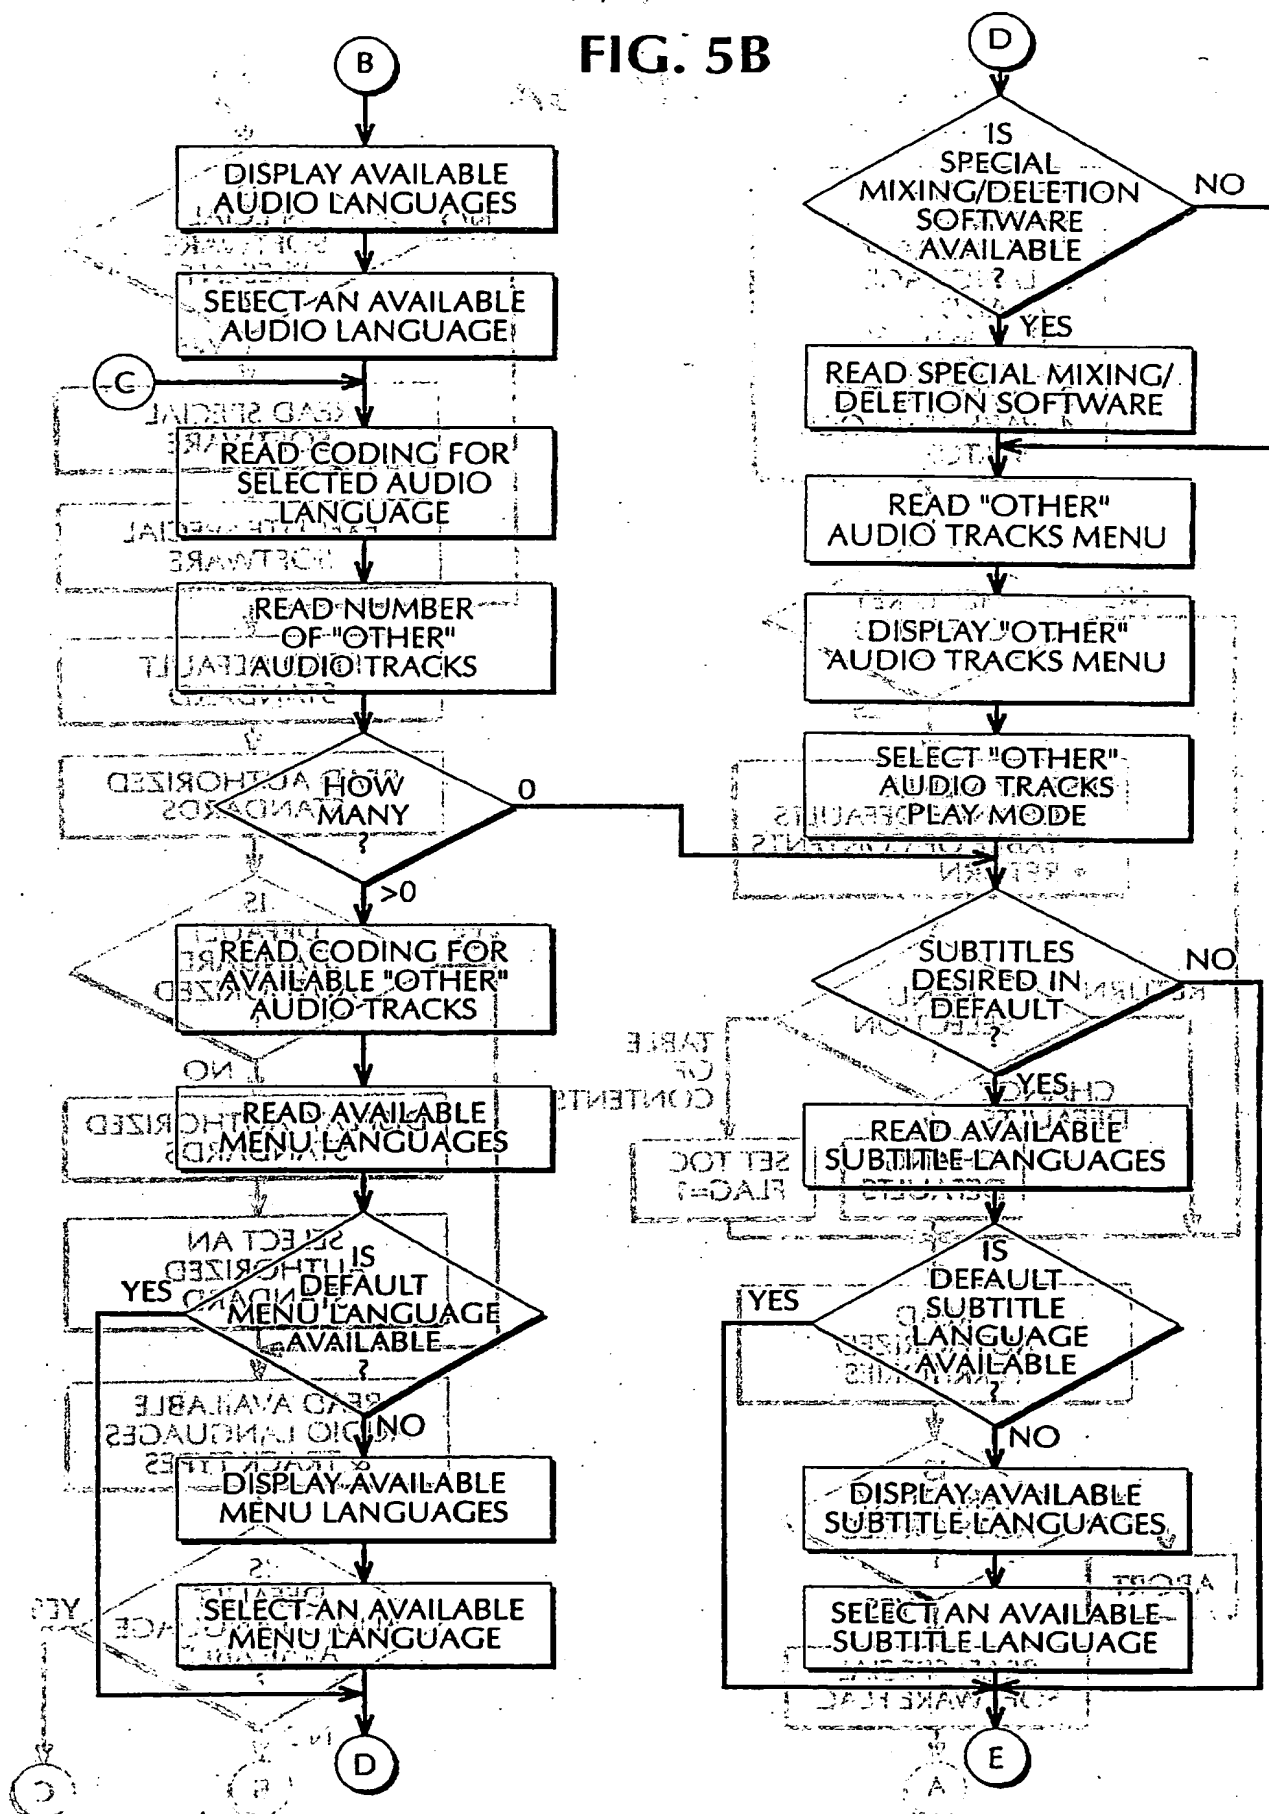 FIG. 5B
B
DISPLAY AVAILABLE
AUDIO LANGUAGES
SELECT AN AVAILABLE
AUDIO LANGUAGE
C
READ CODING FOR
SELECTED AUDIO
LANGUAGE
READ NUMBER
OF "OTHER"
AUDIO TRACKS
HOW
MANY
?
0
>0
READ CODING FOR
AVAILABLE "OTHER"
AUDIO TRACKS
READ AVAILABLE
MENU LANGUAGES
IS
DEFAULT
MENU LANGUAGE
AVAILABLE
?
YES
NO
DISPLAY AVAILABLE
MENU LANGUAGES
SELECT AN AVAILABLE
MENU LANGUAGE
D
D
IS
SPECIAL
MIXING/DELETION
SOFTWARE
AVAILABLE
?
NO
YES
READ SPECIAL MIXING/
DELETION SOFTWARE
READ "OTHER"
AUDIO TRACKS MENU
DISPLAY "OTHER"
AUDIO TRACKS MENU
SELECT "OTHER"
AUDIO TRACKS
PLAY MODE
SUBTITLES
DESIRED IN
DEFAULT
?
NO
YES
READ AVAILABLE
SUBTITLE LANGUAGES
IS
DEFAULT
SUBTITLE
LANGUAGE
AVAILABLE
?
YES
NO
DISPLAY AVAILABLE
SUBTITLE LANGUAGES
SELECT AN AVAILABLE
SUBTITLE LANGUAGE
E